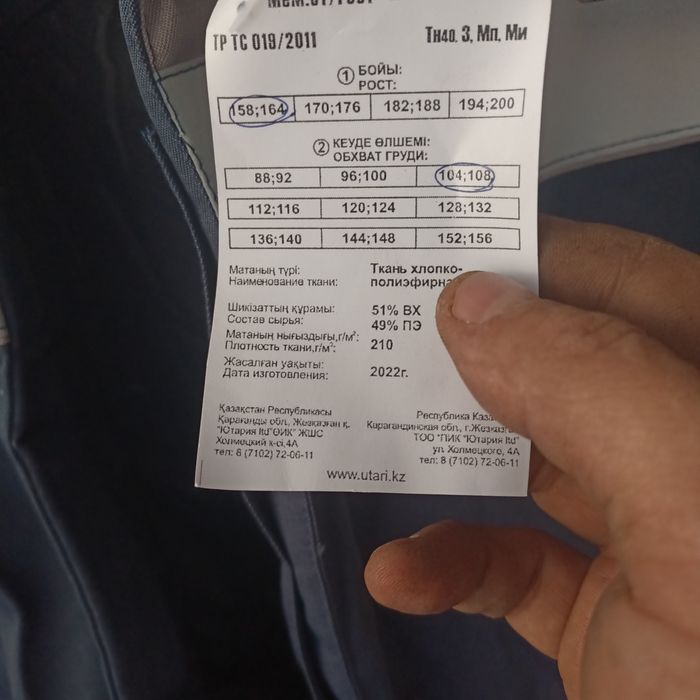 ТР ТС 019/2011 Тн40. З, Мп, Ми
1 БОЙЫ:
РОСТ:
158;164 170;176 182;188 194;200
2 КЕУДЕ ӨЛШЕМІ:
ОБХВАТ ГРУДИ:
88;92 96;100 104;108
112;116 120;124 128;132
136;140 144;148 152;156
Матаның түрі: Ткань хлопко-
Наименование ткани: полиэфирна
Шикізаттың құрамы: 51% ВХ
Состав сырья: 49% ПЭ
Матаның нығыздығы,г/м²:
Плотность ткани,г/м²: 210
Жасалған уақыты:
Дата изготовления: 2022г.
Қазақстан Республикасы Республика Каза
Қарағанды обл., Жезказған қ. Карагандинская обл., г.Жезказг
"Ютария ltd"ӨИК" ЖШС ТОО "ПИК "Ютария ltd"
Холмецкий к-сі,4А ул. Холмецкого, 4А
тел: 8 (7102) 72-06-11 тел: 8 (7102) 72-06-11
www.utari.kz